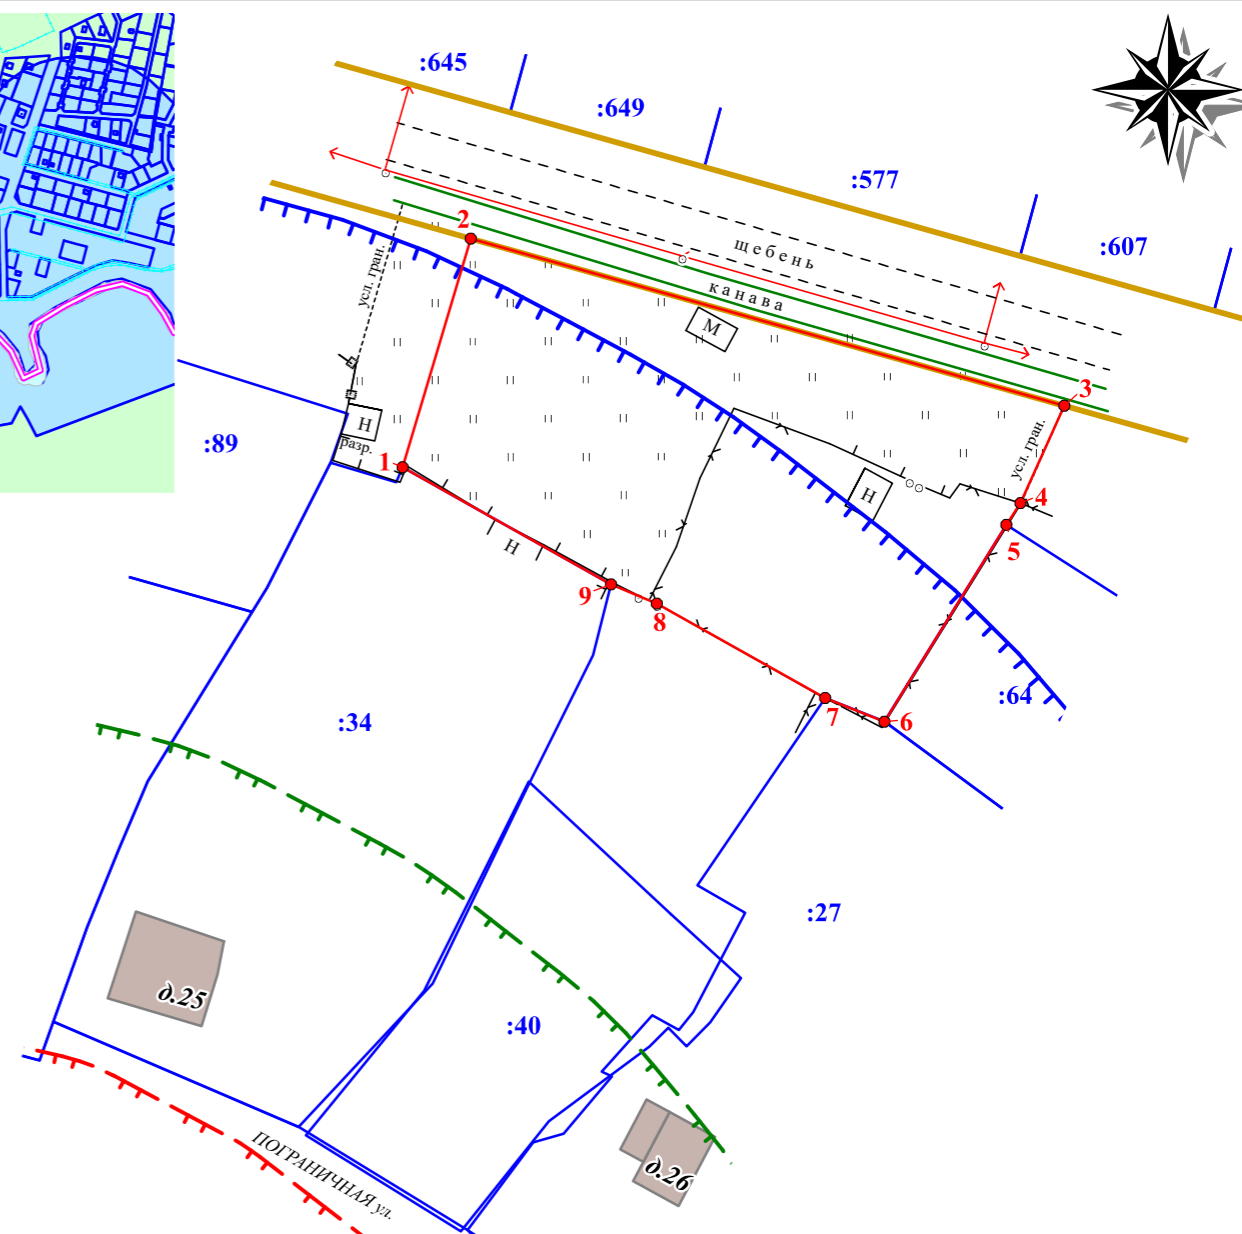 :645
:649
:577
:607
2
щебень
усл. гран.
канава
М
3
Н
:89
разр.
усл. гран.
1
Н
4
5
Н
9
8
:64
:34
7
6
:27
д.25
:40
ПОГРАНИЧНАЯ ул.
д.26